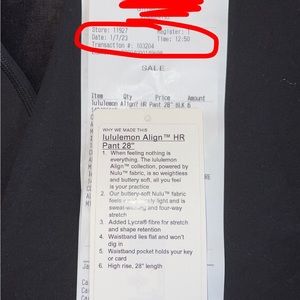 Store: 11927 Register: 1
Date: 1/7/23 Time: 12:50
Transaction #: 103204
SALE
Item Qty Price Amount
lululemon Align? HR Pant 28" BLK 6
WHY WE MADE THIS
lululemon Align™ HR
Pant 28"
1. When feeling nothing is
everything. The lululemon
Align™ collection, powered by
Nulu™ fabric, is so weightless
and buttery soft, all you feel
is your practice
2. Our buttery-soft Nulu™ fabric
feels light and is
sweat-wicking and four-way
stretch
3. Added Lycra® fibre for stretch
and shape retention
4. Waistband lies flat and won't
dig in
5. Waistband pocket holds your key
or card
6. High rise, 28" length